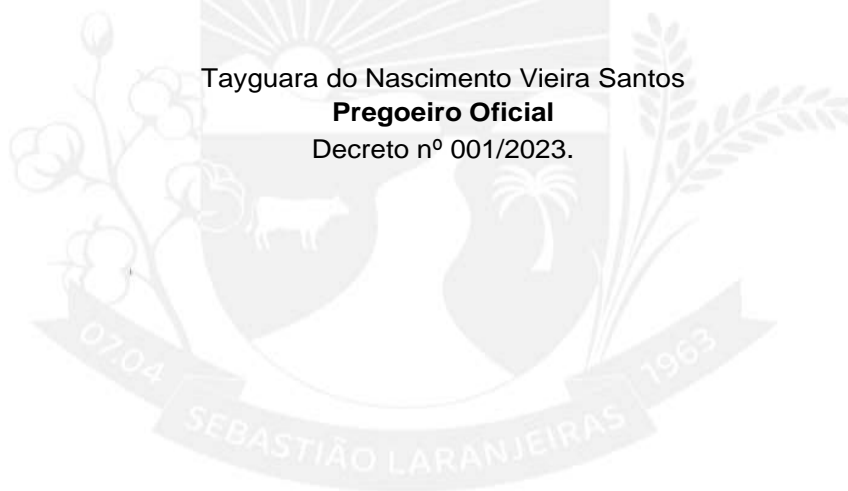 Tayguara do Nascimento Vieira Santos
Pregoeiro Oficial
Decreto nº 001/2023.
07.04
SEBASTIÃO LARANJEIRAS
1963